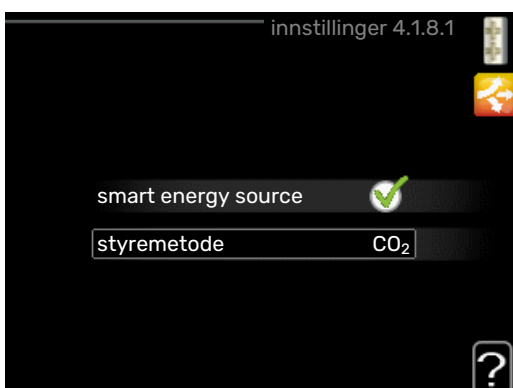 innstillinger 4.1.8.1
smart energy source
styremetode CO₂
?